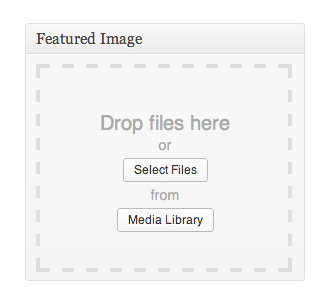 Featured Image
Drop files here
or
Select Files
from
Media Library